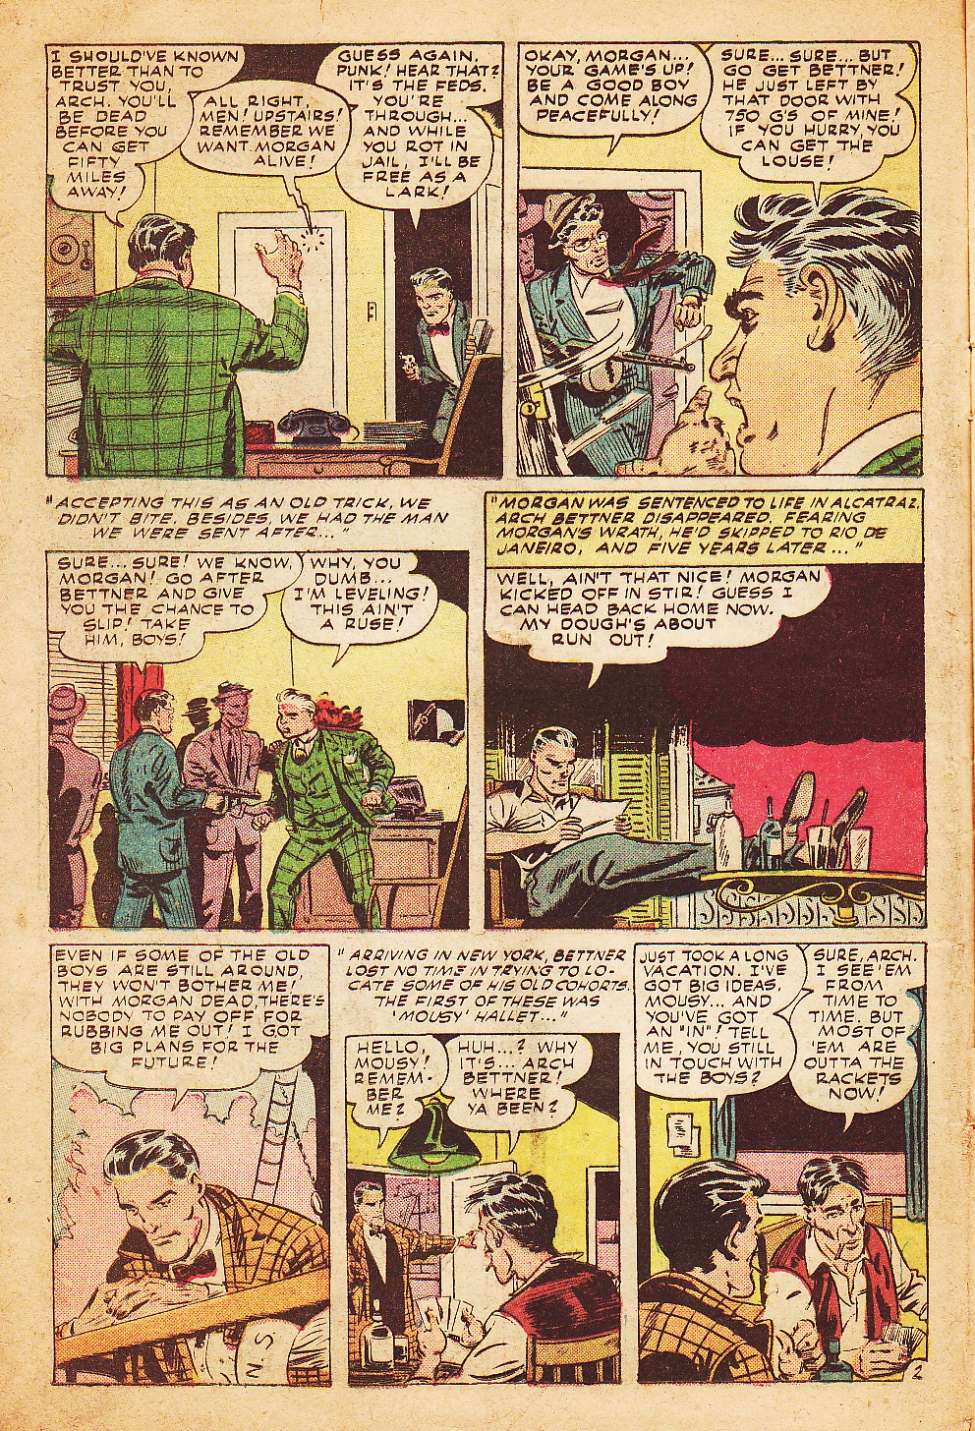 I SHOULD'VE KNOWN
BETTER THAN TO
TRUST YOU,
ARCH. YOU'LL
BE DEAD
BEFORE YOU
CAN GET
FIFTY
MILES
AWAY!
ALL RIGHT,
MEN! UPSTAIRS!
REMEMBER WE
WANT MORGAN
ALIVE!
GUESS AGAIN,
PUNK! HEAR THAT?
IT'S THE FEDS.
YOU'RE
THROUGH...
AND WHILE
YOU ROT IN
JAIL, I'LL BE
FREE AS A
LARK!
OKAY, MORGAN...
YOUR GAME'S UP!
BE A GOOD BOY
AND COME ALONG
PEACEFULLY!
SURE... SURE... BUT
GO GET BETTNER!
HE JUST LEFT BY
THAT DOOR WITH
750 G'S OF MINE!
IF YOU HURRY, YOU
CAN GET THE
LOUSE!
"ACCEPTING THIS AS AN OLD TRICK, WE
DIDN'T BITE. BESIDES, WE HAD THE MAN
WE WERE SENT AFTER..."
SURE... SURE! WE KNOW,
MORGAN! GO AFTER
BETTNER AND GIVE
YOU THE CHANCE TO
SLIP! TAKE
HIM, BOYS!
WHY, YOU
DUMB...
I'M LEVELING!
THIS AIN'T
A RUSE!
"MORGAN WAS SENTENCED TO LIFE IN ALCATRAZ.
ARCH BETTNER DISAPPEARED. FEARING
MORGAN'S WRATH, HE'D SKIPPED TO RIO DE
JANEIRO, AND FIVE YEARS LATER..."
WELL, AIN'T THAT NICE! MORGAN
KICKED OFF IN STIR! GUESS I
CAN HEAD BACK HOME NOW.
MY DOUGH'S ABOUT
RUN OUT!
EVEN IF SOME OF THE OLD
BOYS ARE STILL AROUND,
THEY WON'T BOTHER ME!
WITH MORGAN DEAD, THERE'S
NOBODY TO PAY OFF FOR
RUBBING ME OUT! I GOT
BIG PLANS FOR THE
FUTURE!
S.
W.
"ARRIVING IN NEW YORK, BETTNER
LOST NO TIME IN TRYING TO LO-
CATE SOME OF HIS OLD COHORTS.
THE FIRST OF THESE WAS
'MOUSY' HALLET..."
HELLO,
MOUSY!
REMEM-
BER
ME?
HUH...? WHY
IT'S... ARCH
BETTNER!
WHERE
YA BEEN?
JUST TOOK A LONG
VACATION. I'VE
GOT BIG IDEAS,
MOUSY... AND
YOU'VE GOT
AN "IN"! TELL
ME, YOU STILL
IN TOUCH WITH
THE BOYS?
SURE, ARCH.
I SEE 'EM
FROM
TIME TO
TIME. BUT
MOST OF
'EM ARE
OUTTA THE
RACKETS
NOW!
2